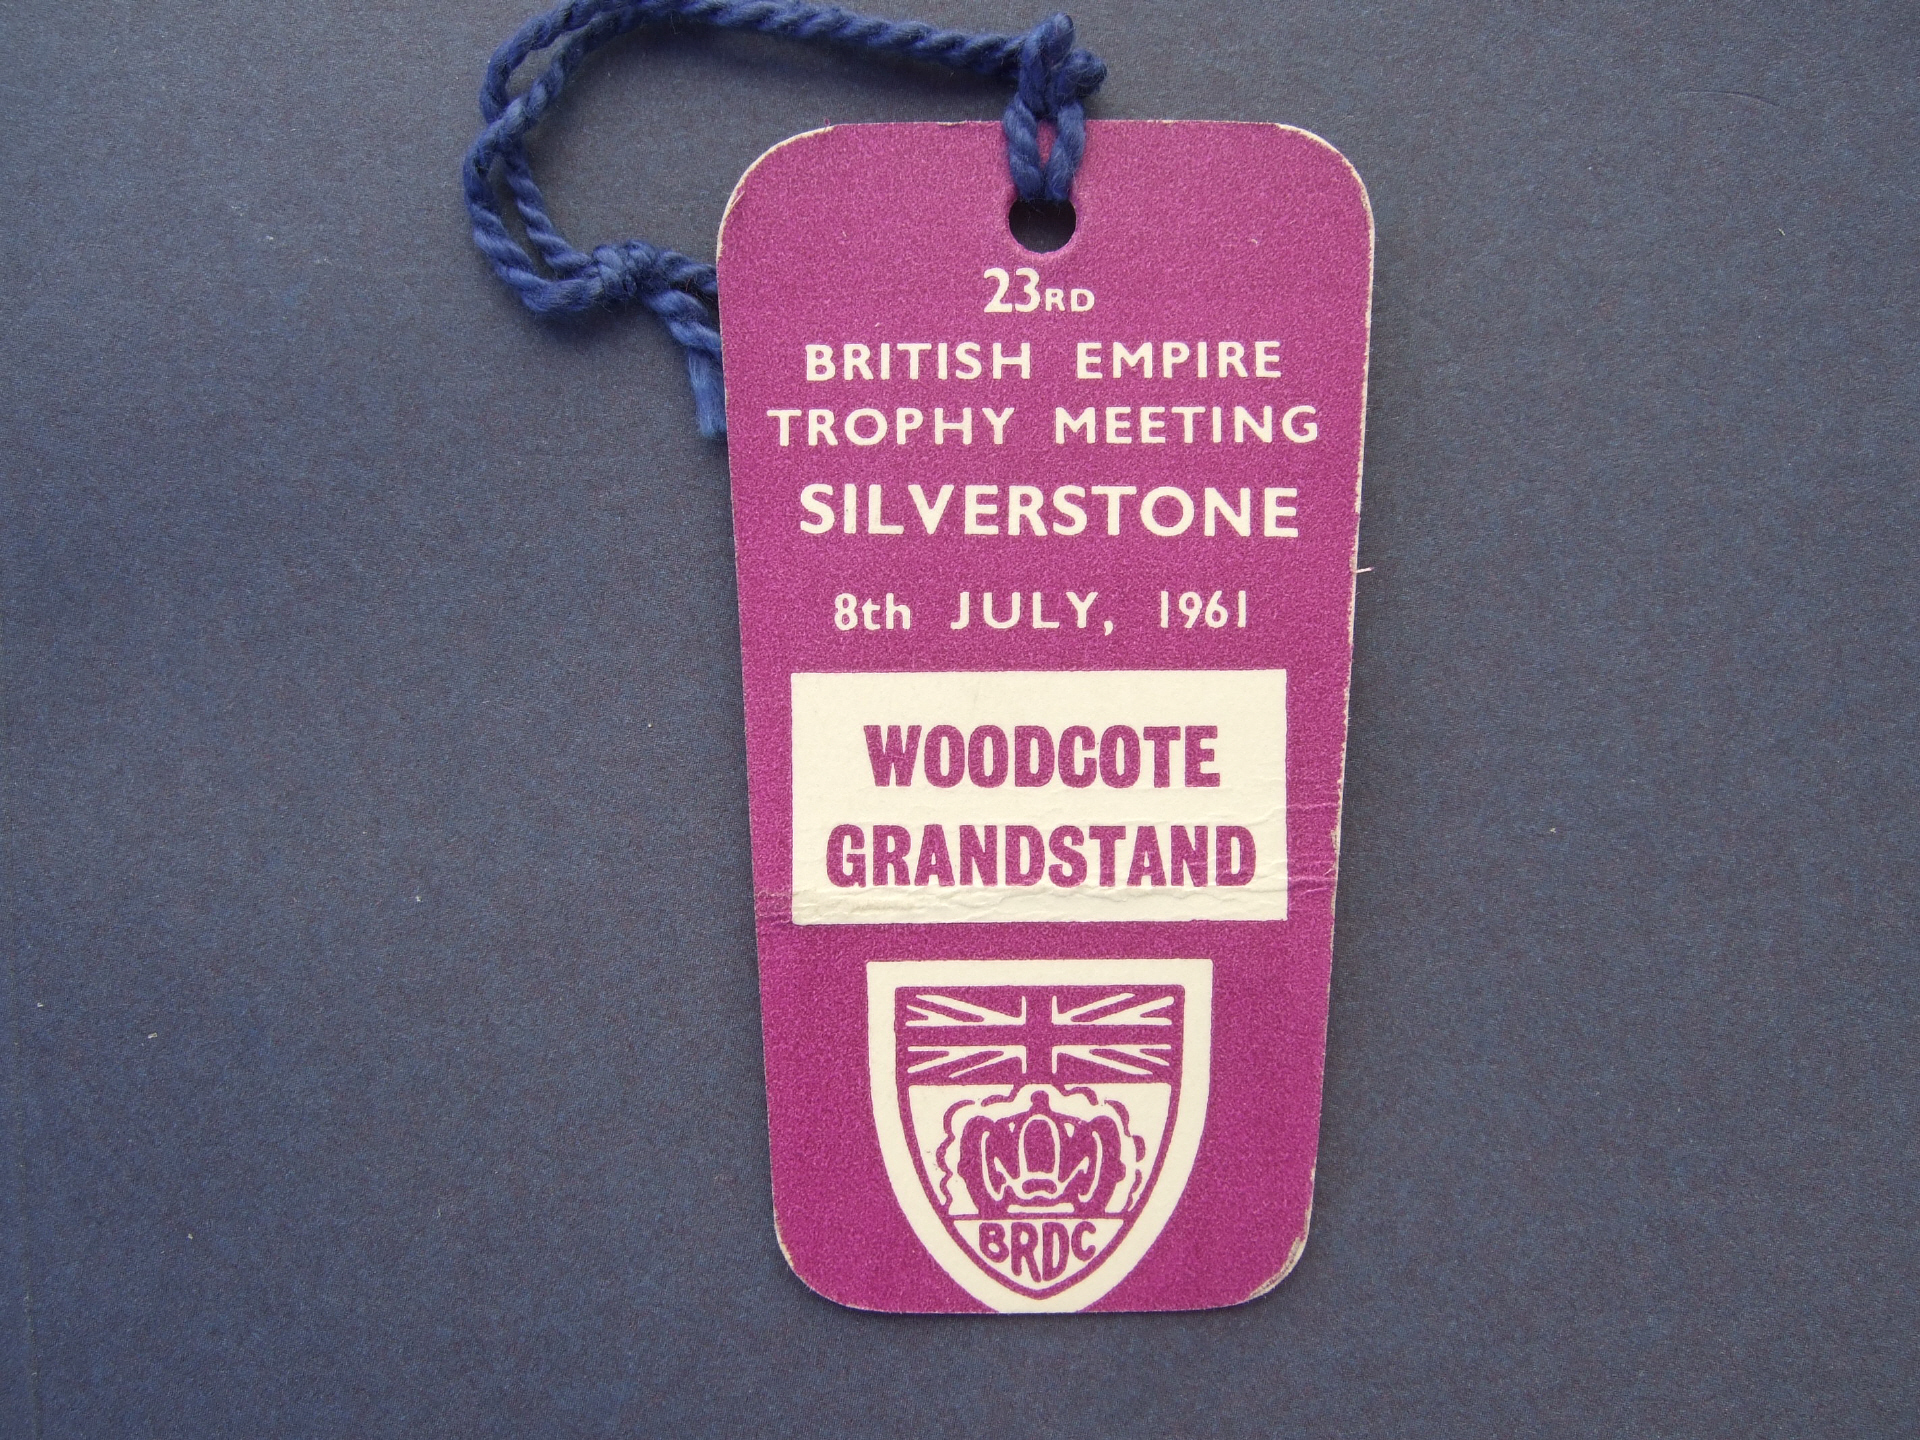 23RD
BRITISH EMPIRE
TROPHY MEETING
SILVERSTONE
8th JULY, 1961
WOODCOTE
GRANDSTAND
BRDC